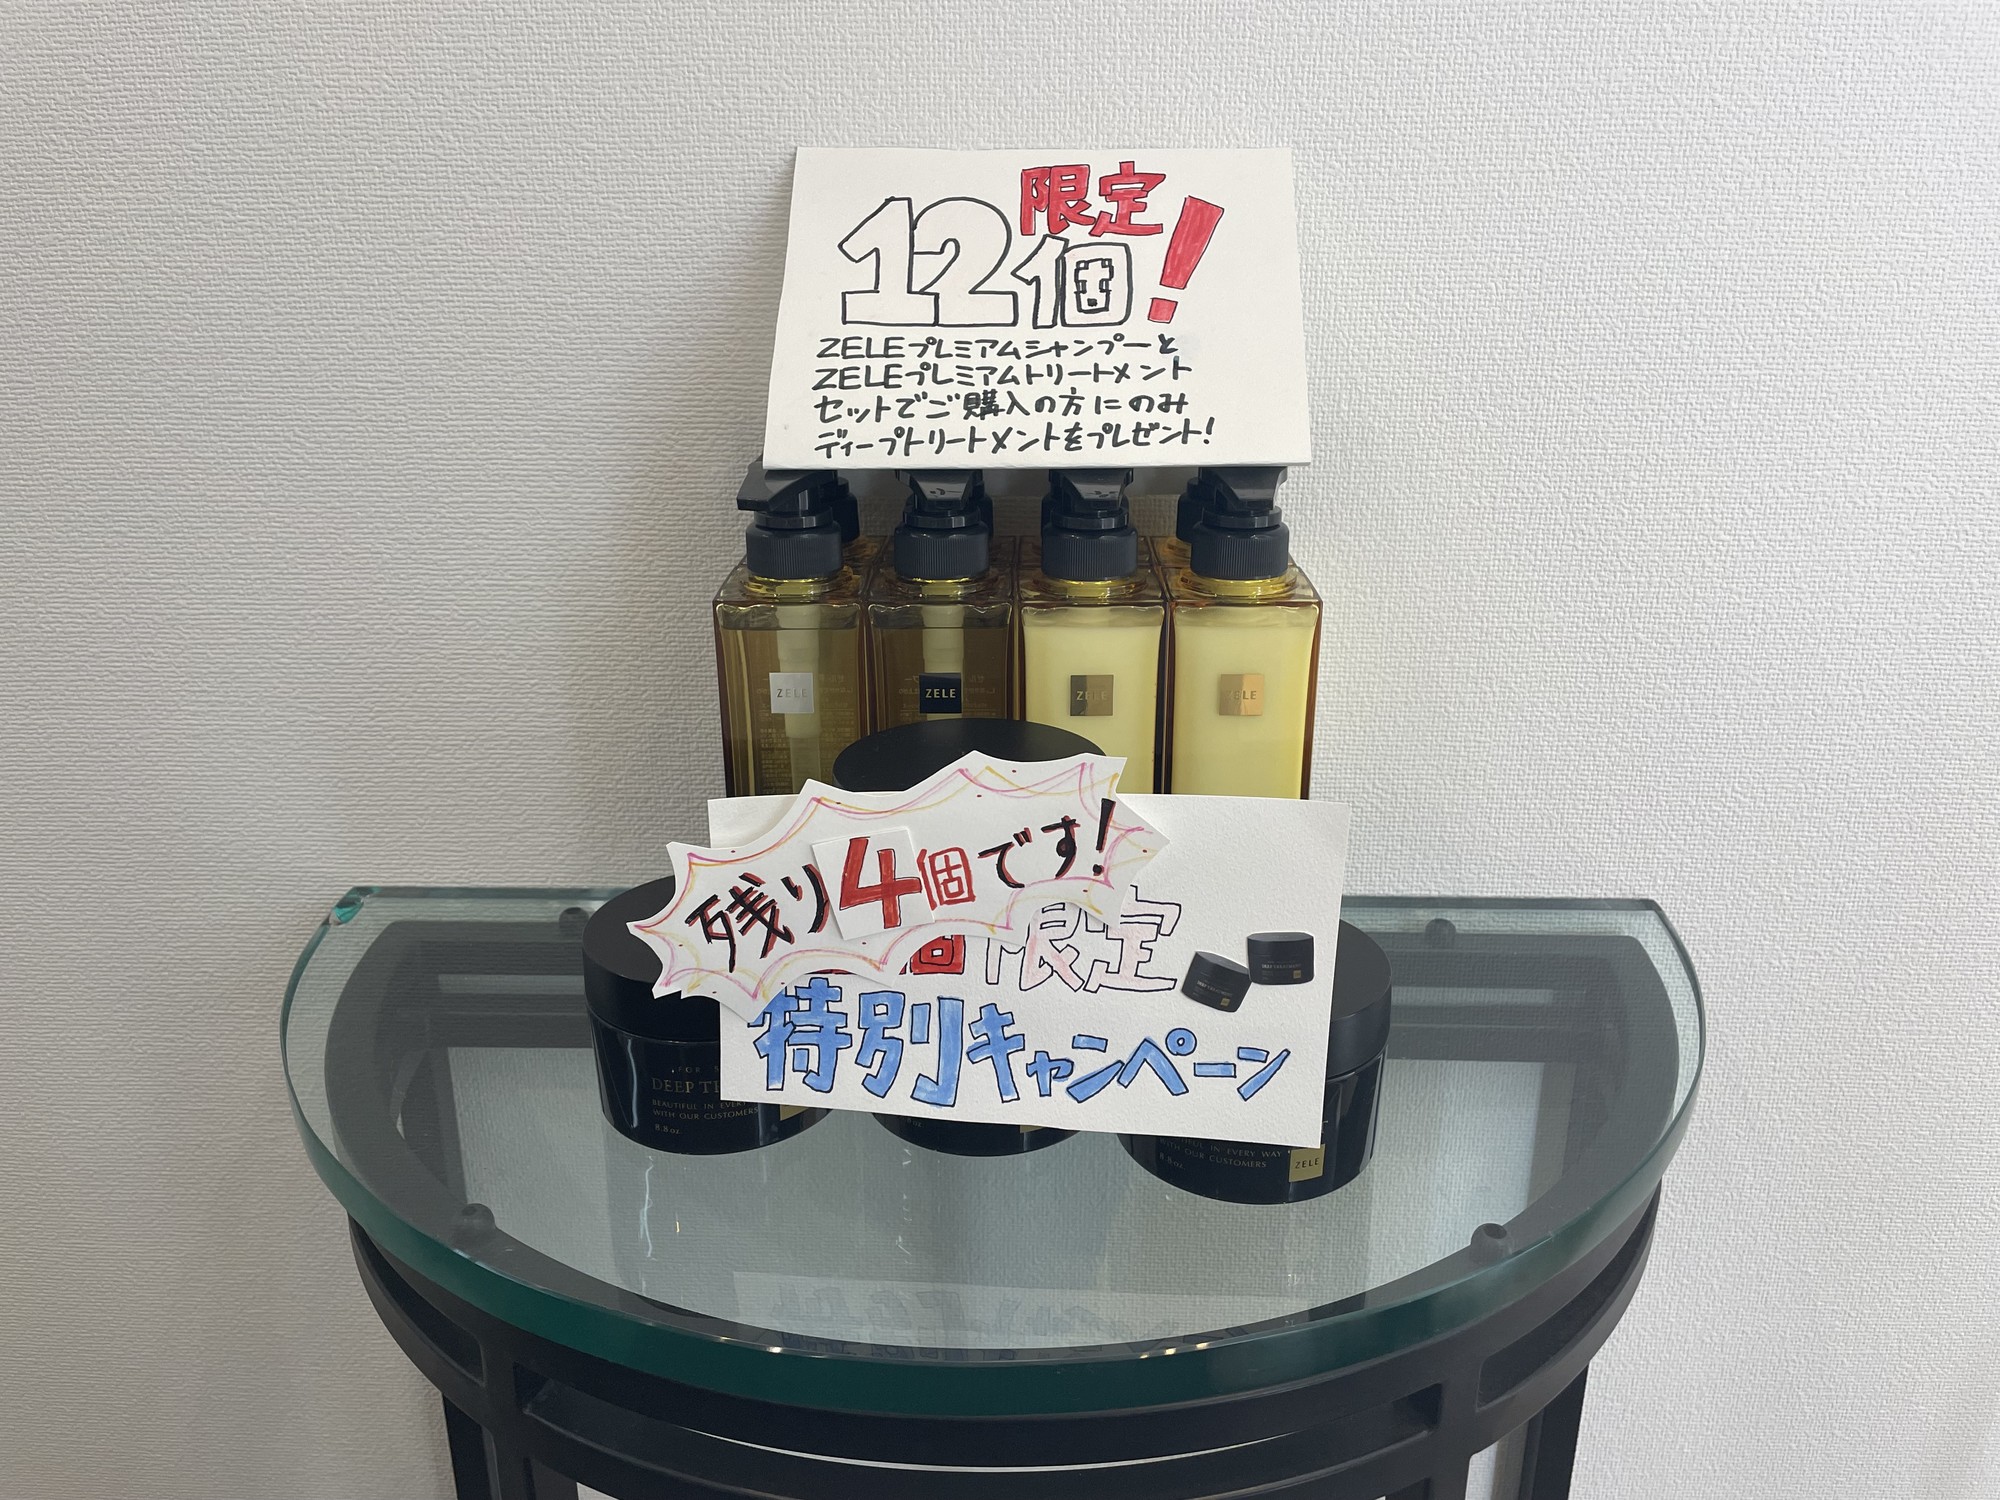 限定
12個!
ZELEプレミアムシャンプーと
ZELEプレミアムトリートメント
セットでご購入の方にのみ
ディープトリートメントをプレゼント!
ZELE
ZELE
ZELE
ZELE
残り4個です!
個限定
特別キャンペーン
DEEP
BEAUTIFUL IN EVERY
WITH OUR CUSTOMERS
8.8oz
IN EVERY WAY
WITH OUR CUSTOMERS
8.8oz
ZELE